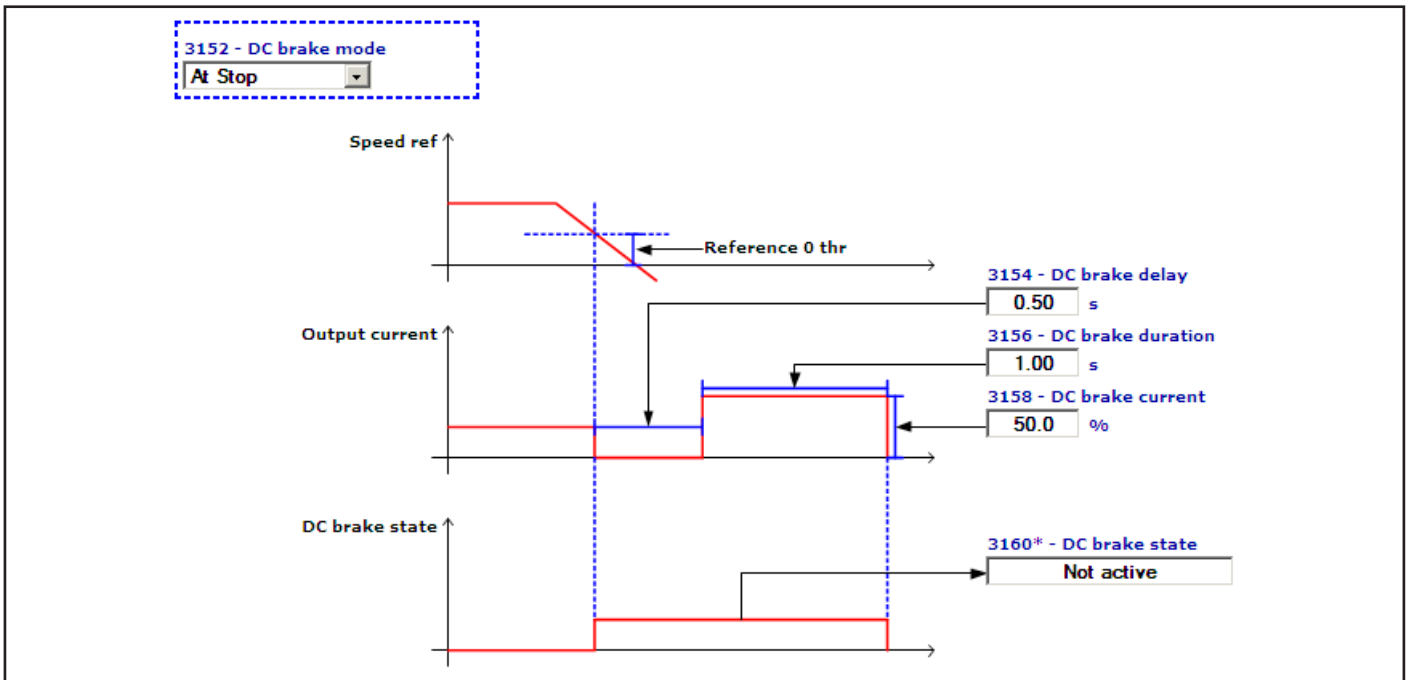 3152 - DC brake mode
At Stop
Speed ref
Reference 0 thr
3154 - DC brake delay
0.50 s
Output current
3156 - DC brake duration
1.00 s
3158 - DC brake current
50.0 %
DC brake state
3160* - DC brake state
Not active